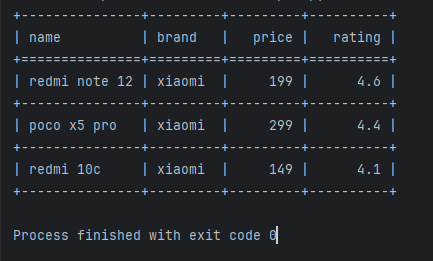 +---------------+---------+---------+----------+
| name          | brand   |   price |   rating |
+===============+=========+=========+==========+
| redmi note 12 | xiaomi  |     199 |      4.6 |
+---------------+---------+---------+----------+
| poco x5 pro   | xiaomi  |     299 |      4.4 |
+---------------+---------+---------+----------+
| redmi 10c     | xiaomi  |     149 |      4.1 |
+---------------+---------+---------+----------+
Process finished with exit code 0